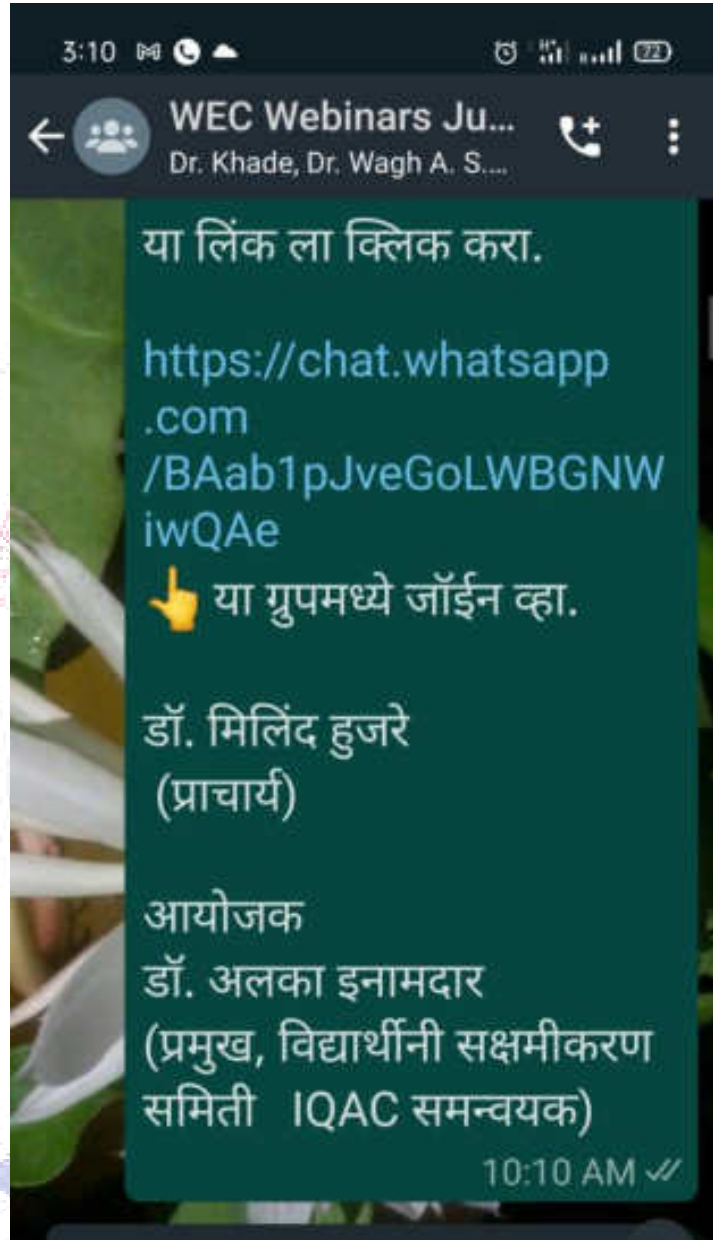 3:10 72
WEC Webinars Ju...
Dr. Khade, Dr. Wagh A. S....
या लिंक ला क्लिक करा.
https://chat.whatsapp
.com
/BAab1pJveGoLWBGNW
iwQAe
👆 या ग्रुपमध्ये जॉईन व्हा.
डॉ. मिलिंद हुजरे
(प्राचार्य)
आयोजक
डॉ. अलका इनामदार
(प्रमुख, विद्यार्थीनी सक्षमीकरण
समिती IQAC समन्वयक)
10:10 AM